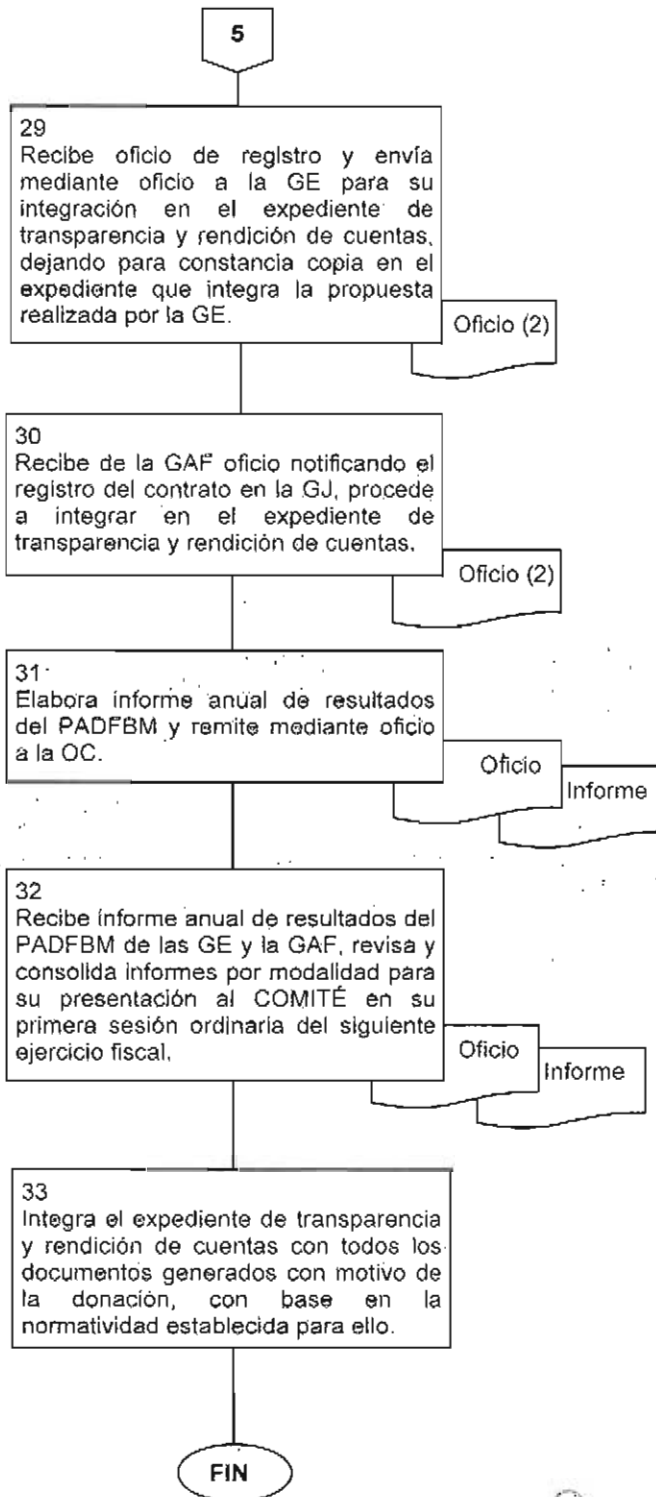 5
29
Recibe oficio de registro y envía
mediante oficio a la GE para su
integración en el expediente de
transparencia y rendición de cuentas,
dejando para constancia copia en el
expediente que integra la propuesta
realizada por la GE.
Oficio (2)
30
Recibe de la GAF oficio notificando el
registro del contrato en la GJ, procede
a integrar en el expediente de
transparencia y rendición de cuentas.
Oficio (2)
31
Elabora informe anual de resultados
del PADFBM y remite mediante oficio
a la OC.
Oficio
Informe
32
Recibe informe anual de resultados del
PADFBM de las GE y la GAF, revisa y
consolida informes por modalidad para
su presentación al COMITÉ en su
primera sesión ordinaria del siguiente
ejercicio fiscal.
Oficio
Informe
33
Integra el expediente de transparencia
y rendición de cuentas con todos los
documentos generados con motivo de
la donación, con base en la
normatividad establecida para ello.
FIN